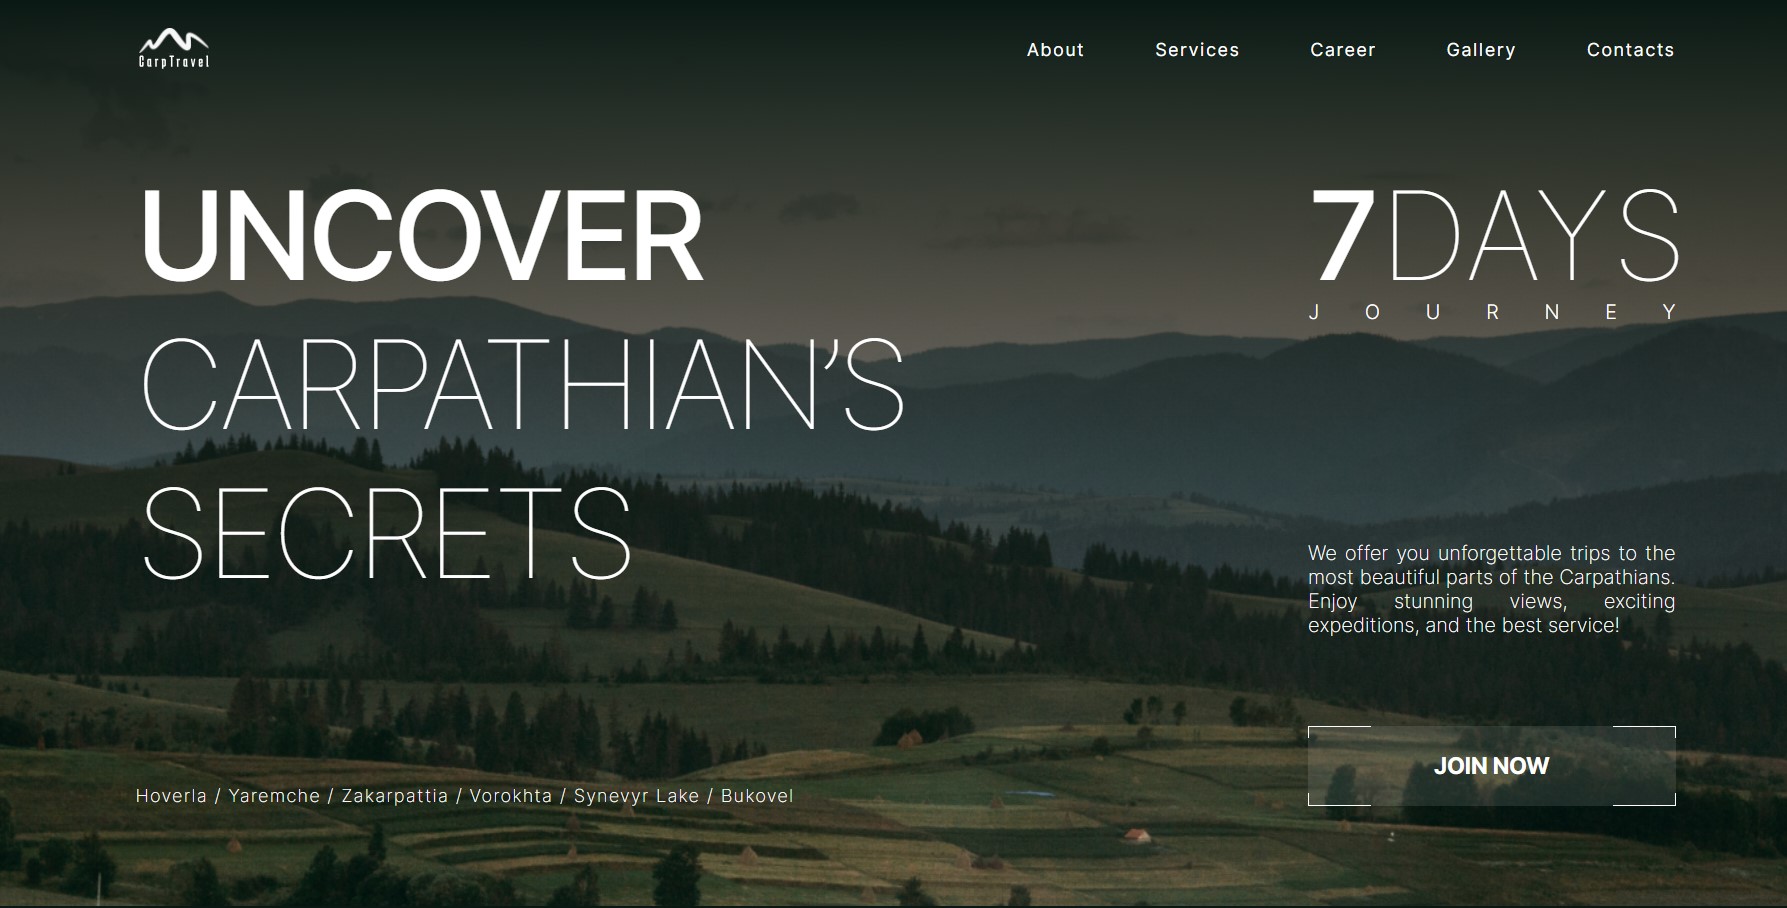 CarpTravel
About Services Career Gallery Contacts
UNCOVER
CARPATHIAN’S
SECRETS
7DAYS
JOURNEY
We offer you unforgettable trips to the
most beautiful parts of the Carpathians.
Enjoy stunning views, exciting
expeditions, and the best service!
JOIN NOW
Hoverla / Yaremche / Zakarpattia / Vorokhta / Synevyr Lake / Bukovel